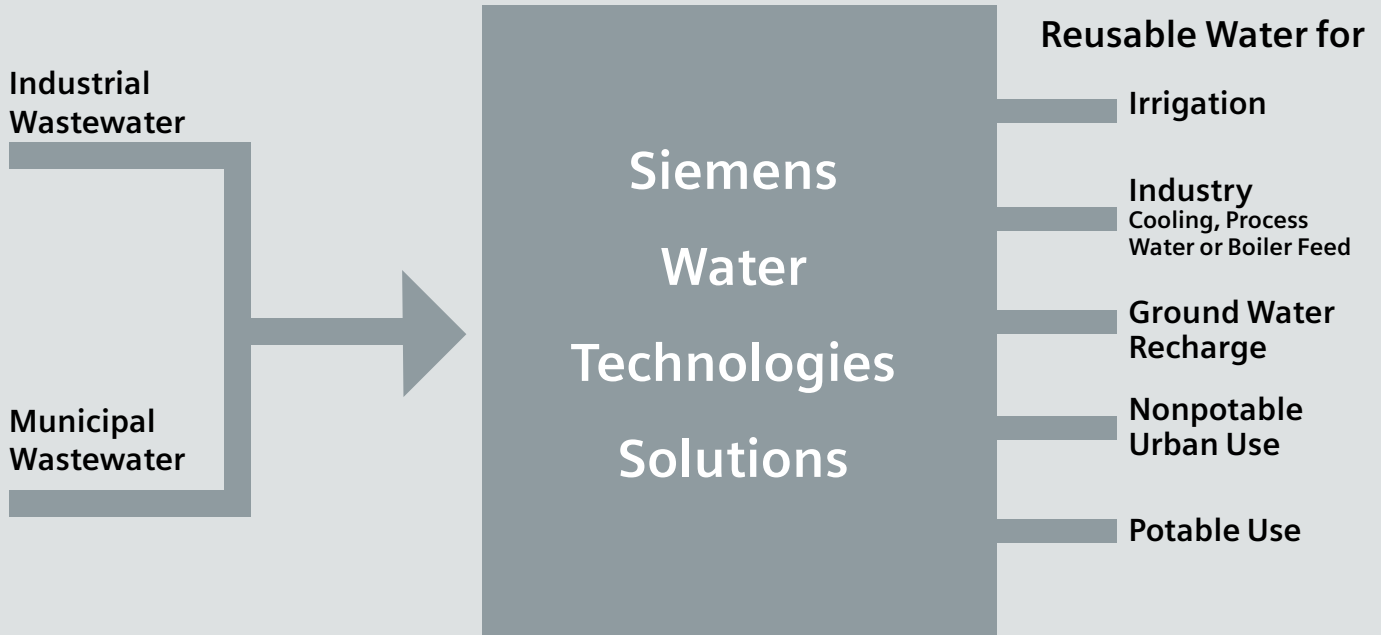 Industrial
Wastewater
Municipal
Wastewater
Siemens
Water
Technologies
Solutions
Reusable Water for
Irrigation
Industry
Cooling, Process
Water or Boiler Feed
Ground Water
Recharge
Nonpotable
Urban Use
Potable Use